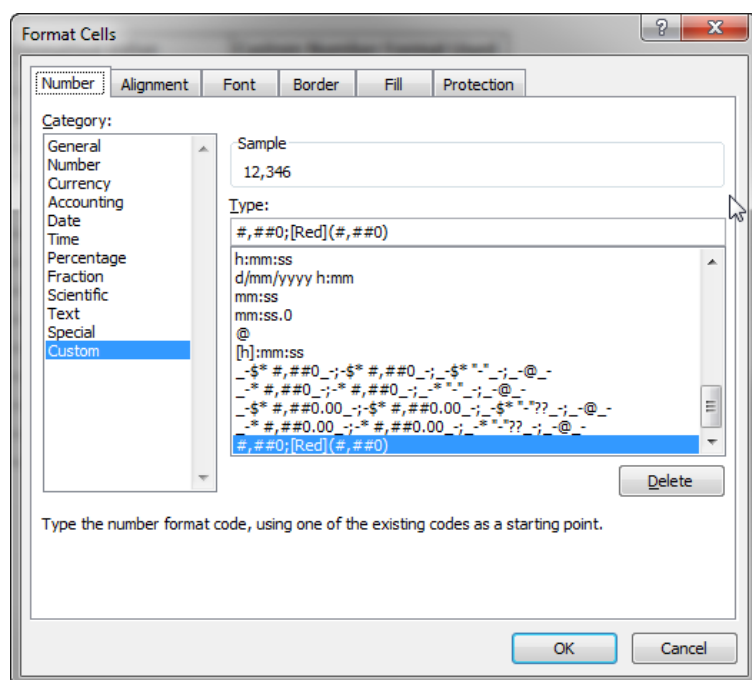 Format Cells
Number Alignment Font Border Fill Protection
Category:
General
Number
Currency
Accounting
Date
Time
Percentage
Fraction
Scientific
Text
Special
Custom
Sample
12,346
Type:
#,##0;[Red](#,##0)
h:mm:ss
d/mm/yyyy h:mm
mm:ss
mm:ss.0
@
[h]:mm:ss
_-$* #,##0_-;-$* #,##0_-;_-$* "-"_-;_-@_-
_-* #,##0_-;-* #,##0_-;_-* "-"_-;_-@_-
_-$* #,##0.00_-;-$* #,##0.00_-;_-$* "-"??_-;_-@_-
_-* #,##0.00_-;-* #,##0.00_-;_-* "-"??_-;_-@_-
#,##0;[Red](#,##0)
Delete
Type the number format code, using one of the existing codes as a starting point.
OK Cancel